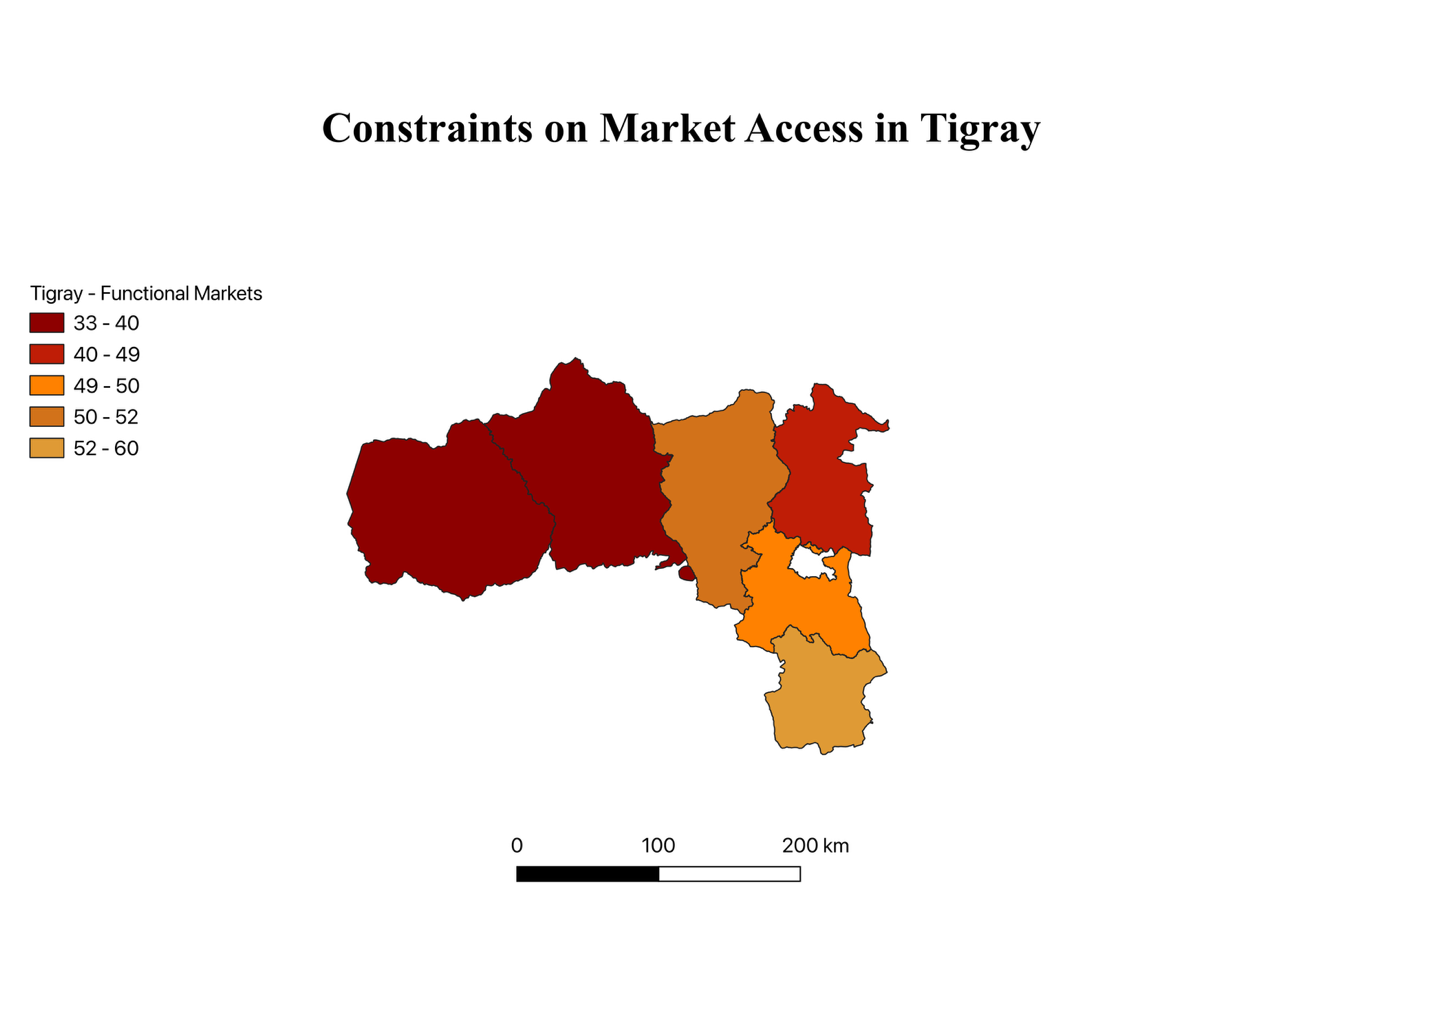 Constraints on Market Access in Tigray
Tigray - Functional Markets
33 - 40
40 - 49
49 - 50
50 - 52
52 - 60
0 100 200 km